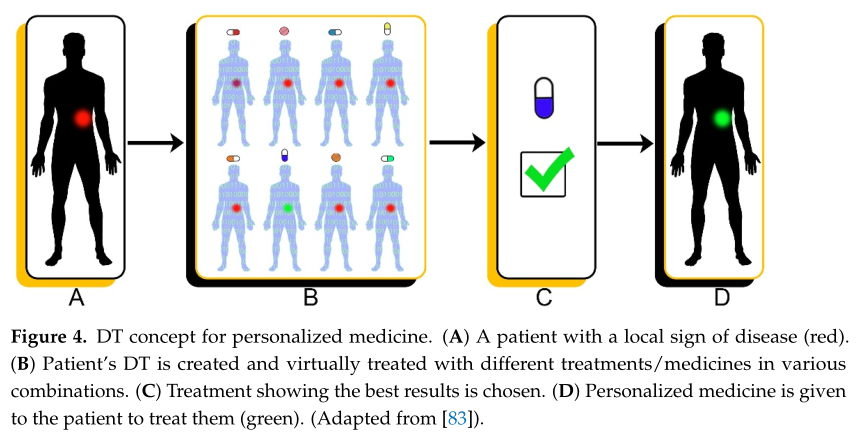 A
B
C
D
Figure 4. DT concept for personalized medicine. (A) A patient with a local sign of disease (red).
(B) Patient's DT is created and virtually treated with different treatments/medicines in various
combinations. (C) Treatment showing the best results is chosen. (D) Personalized medicine is given
to the patient to treat them (green). (Adapted from [83]).